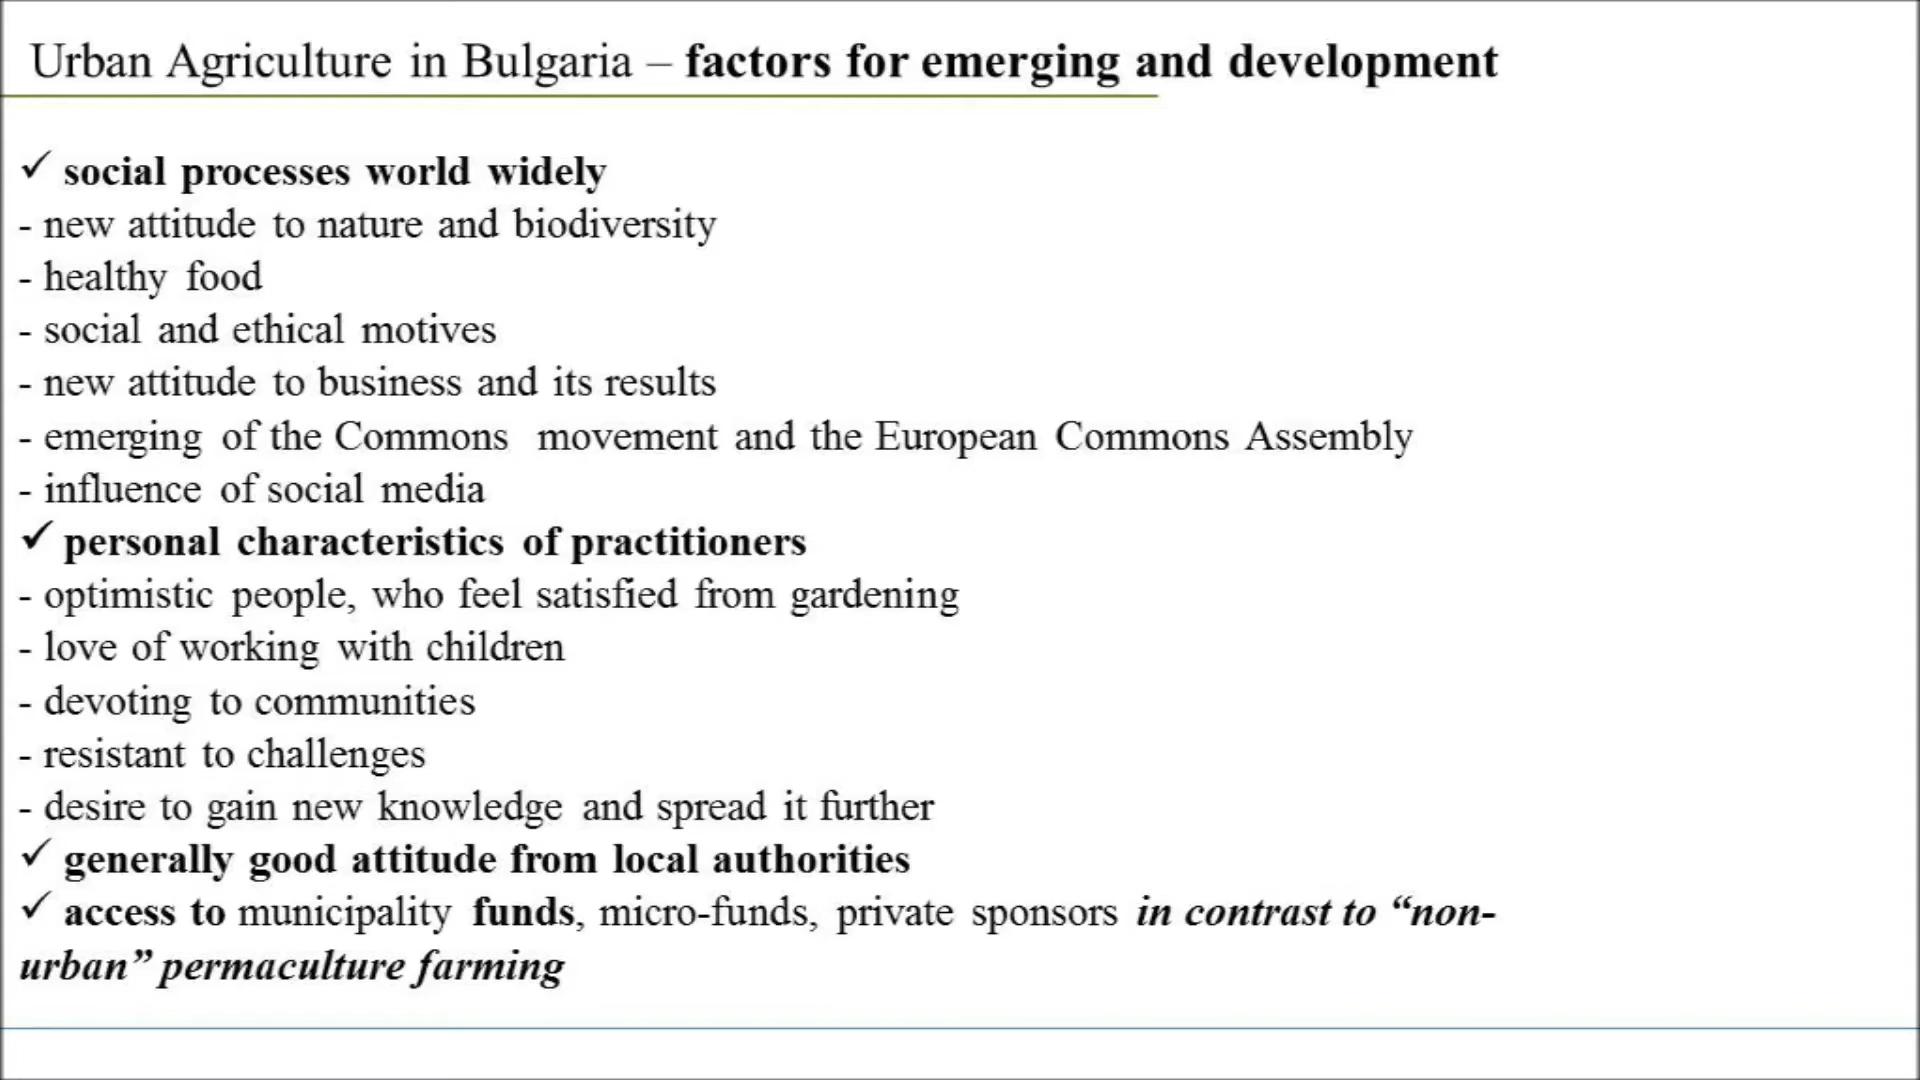 Urban Agriculture in Bulgaria – factors for emerging and development
✓ social processes world widely
- new attitude to nature and biodiversity
- healthy food
- social and ethical motives
- new attitude to business and its results
- emerging of the Commons movement and the European Commons Assembly
- influence of social media
✓ personal characteristics of practitioners
- optimistic people, who feel satisfied from gardening
- love of working with children
- devoting to communities
- resistant to challenges
- desire to gain new knowledge and spread it further
✓ generally good attitude from local authorities
✓ access to municipality funds, micro-funds, private sponsors in contrast to “non-
urban” permaculture farming